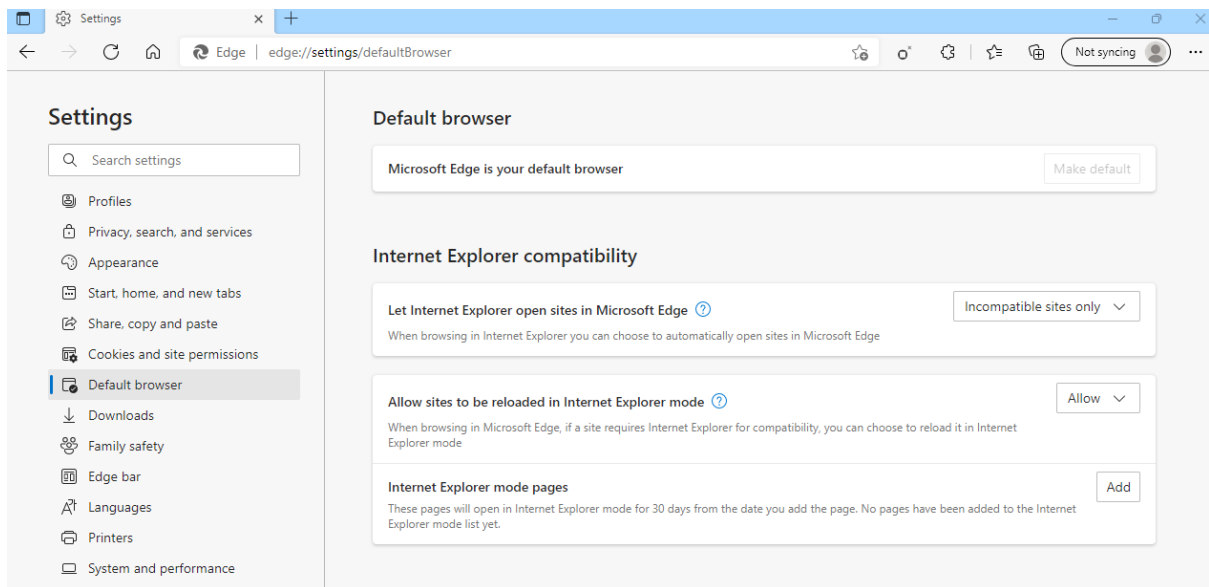 Settings
Edge | edge://settings/defaultBrowser
Not syncing
Settings
Search settings
Profiles
Privacy, search, and services
Appearance
Start, home, and new tabs
Share, copy and paste
Cookies and site permissions
Default browser
Downloads
Family safety
Edge bar
Languages
Printers
System and performance
Default browser
Microsoft Edge is your default browser
Make default
Internet Explorer compatibility
Let Internet Explorer open sites in Microsoft Edge
Incompatible sites only
When browsing in Internet Explorer you can choose to automatically open sites in Microsoft Edge
Allow sites to be reloaded in Internet Explorer mode
Allow
When browsing in Microsoft Edge, if a site requires Internet Explorer for compatibility, you can choose to reload it in Internet
Explorer mode
Internet Explorer mode pages
Add
These pages will open in Internet Explorer mode for 30 days from the date you add the page. No pages have been added to the Internet
Explorer mode list yet.